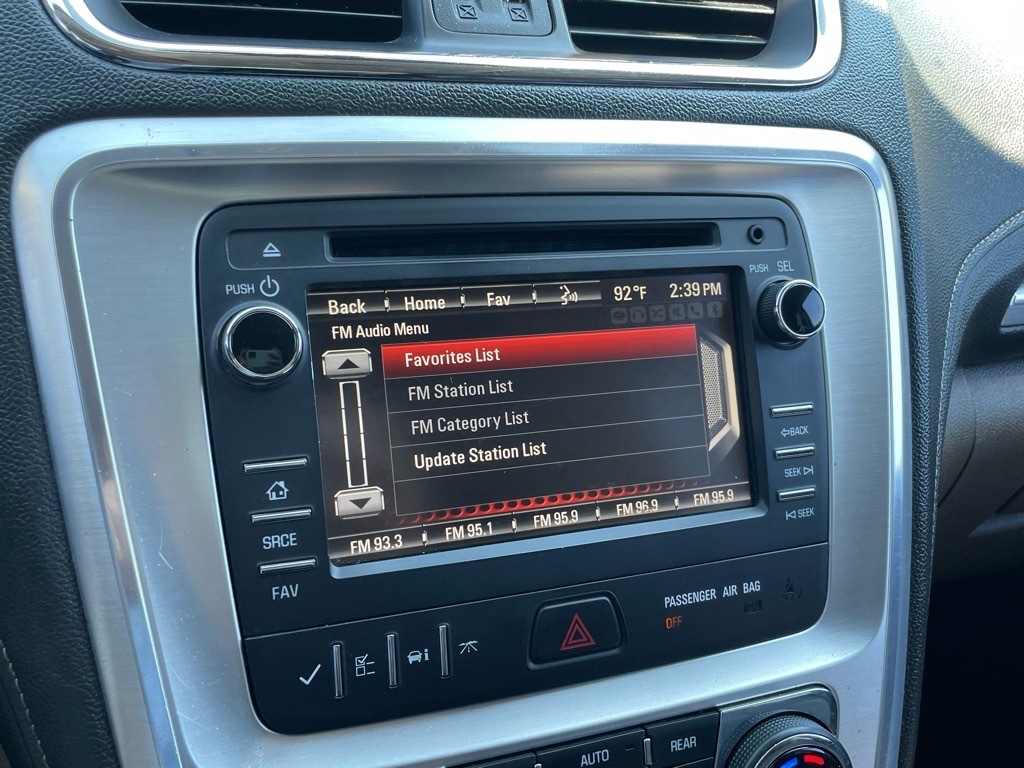 PUSH
PUSH SEL
Back Home Fav 92°F 2:39 PM
FM Audio Menu
Favorites List
FM Station List
FM Category List
Update Station List
FM 93.3 FM 95.1 FM 95.9 FM 96.9 FM 95.9
BACK
SEEK
SEEK
SRCE
FAV
PASSENGER AIR BAG
OFF
AUTO
REAR